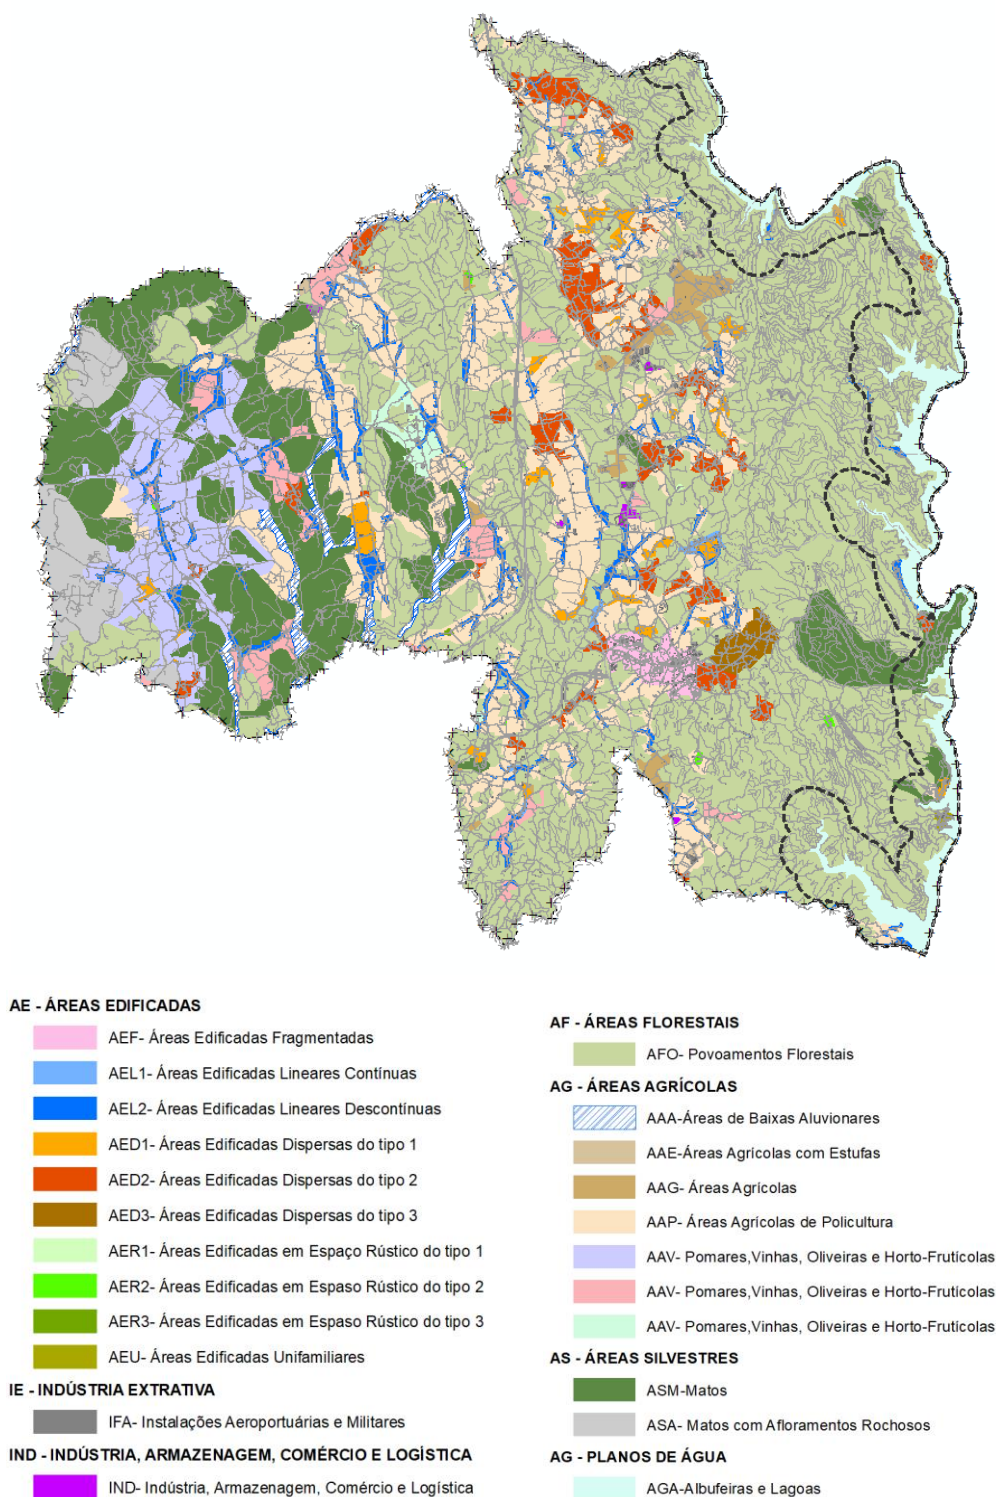 AE - ÁREAS EDIFICADAS
AEF- Áreas Edificadas Fragmentadas
AEL1- Áreas Edificadas Lineares Contínuas
AEL2- Áreas Edificadas Lineares Descontínuas
AED1- Áreas Edificadas Dispersas do tipo 1
AED2- Áreas Edificadas Dispersas do tipo 2
AED3- Áreas Edificadas Dispersas do tipo 3
AER1- Áreas Edificadas em Espaço Rústico do tipo 1
AER2- Áreas Edificadas em Espaso Rústico do tipo 2
AER3- Áreas Edificadas em Espaso Rústico do tipo 3
AEU- Áreas Edificadas Unifamiliares
IE - INDÚSTRIA EXTRATIVA
IFA- Instalações Aeroportuárias e Militares
IND - INDÚSTRIA, ARMAZENAGEM, COMÉRCIO E LOGÍSTICA
IND- Indústria, Armazenagem, Comércio e Logística
AF - ÁREAS FLORESTAIS
AFO- Povoamentos Florestais
AG - ÁREAS AGRÍCOLAS
AAA-Áreas de Baixas Aluvionares
AAE-Áreas Agrícolas com Estufas
AAG- Áreas Agrícolas
AAP- Áreas Agrícolas de Policultura
AAV- Pomares,Vinhas, Oliveiras e Horto-Frutícolas
AAV- Pomares,Vinhas, Oliveiras e Horto-Frutícolas
AAV- Pomares,Vinhas, Oliveiras e Horto-Frutícolas
AS - ÁREAS SILVESTRES
ASM-Matos
ASA- Matos com Afloramentos Rochosos
AG - PLANOS DE ÁGUA
AGA-Albufeiras e Lagoas